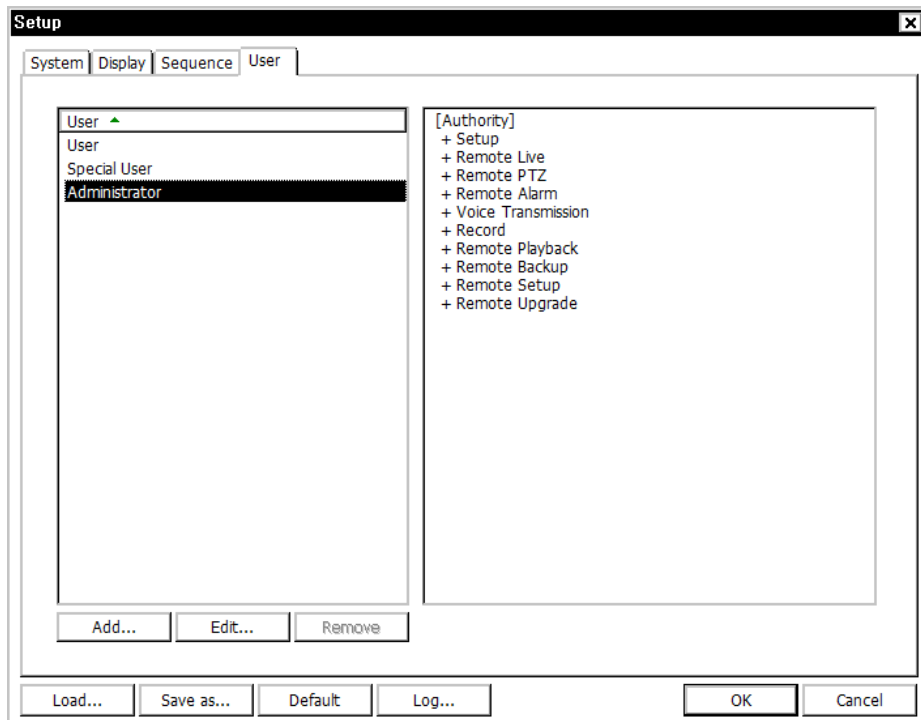 Setup
System Display Sequence User
User
User
Special User
Administrator
[Authority]
+ Setup
+ Remote Live
+ Remote PTZ
+ Remote Alarm
+ Voice Transmission
+ Record
+ Remote Playback
+ Remote Backup
+ Remote Setup
+ Remote Upgrade
Add... Edit... Remove
Load... Save as... Default Log... OK Cancel